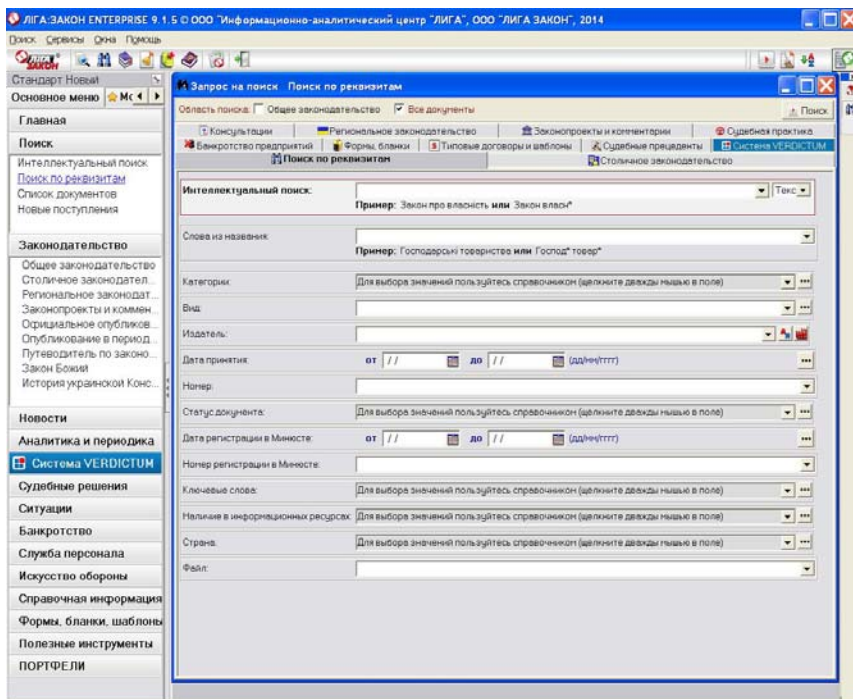 ЛІГА:ЗАКОН ENTERPRISE 9.1.5 © ООО "Информационно-аналитический центр "ЛИГА", ООО "ЛИГА ЗАКОН", 2014
Поиск Сервисы Окна Помощь
ЛІГА ЗАКОН
Стандарт Новый
Основное меню
Главная
Поиск
Интеллектуальный поиск
Поиск по реквизитам
Список документов
Новые поступления
Законодательство
Общее законодательство
Столичное законодател...
Региональное законодат...
Законопроекты и коммен...
Официальное опубликов...
Опубликование в период...
Путеводитель по законо...
Закон Божий
История украинской Конс...
Новости
Аналитика и периодика
Система VERDICTUM
Судебные решения
Ситуации
Банкротство
Служба персонала
Искусство обороны
Справочная информация
Формы, бланки, шаблоны
Полезные инструменты
ПОРТФЕЛИ
Запрос на поиск Поиск по реквизитам
Область поиска: Общее законодательство Все документы Поиск
Консультации Региональное законодательство Законопроекты и комментарии Судебная практика
Банкротство предприятий Формы, бланки Типовые договоры и шаблоны Судебные прецеденты Система VERDICTUM
Поиск по реквизитам Столичное законодательство
Интеллектуальный поиск: Текс
Пример: Закон про власність или Закон власн*
Слова из названия:
Пример: Господарські товариства или Господ* товар*
Категории: Для выбора значений пользуйтесь справочником (щелкните дважды мышью в поле)
Вид:
Издатель:
Дата принятия: от / / до / / (дд/мм/гггг)
Номер:
Статус документа: Для выбора значений пользуйтесь справочником (щелкните дважды мышью в поле)
Дата регистрации в Минюсте: от / / до / / (дд/мм/гггг)
Номер регистрации в Минюсте:
Ключевые слова: Для выбора значений пользуйтесь справочником (щелкните дважды мышью в поле)
Наличие в информационных ресурсах: Для выбора значений пользуйтесь справочником (щелкните дважды мышью в поле)
Страна: Для выбора значений пользуйтесь справочником (щелкните дважды мышью в поле)
Файл: